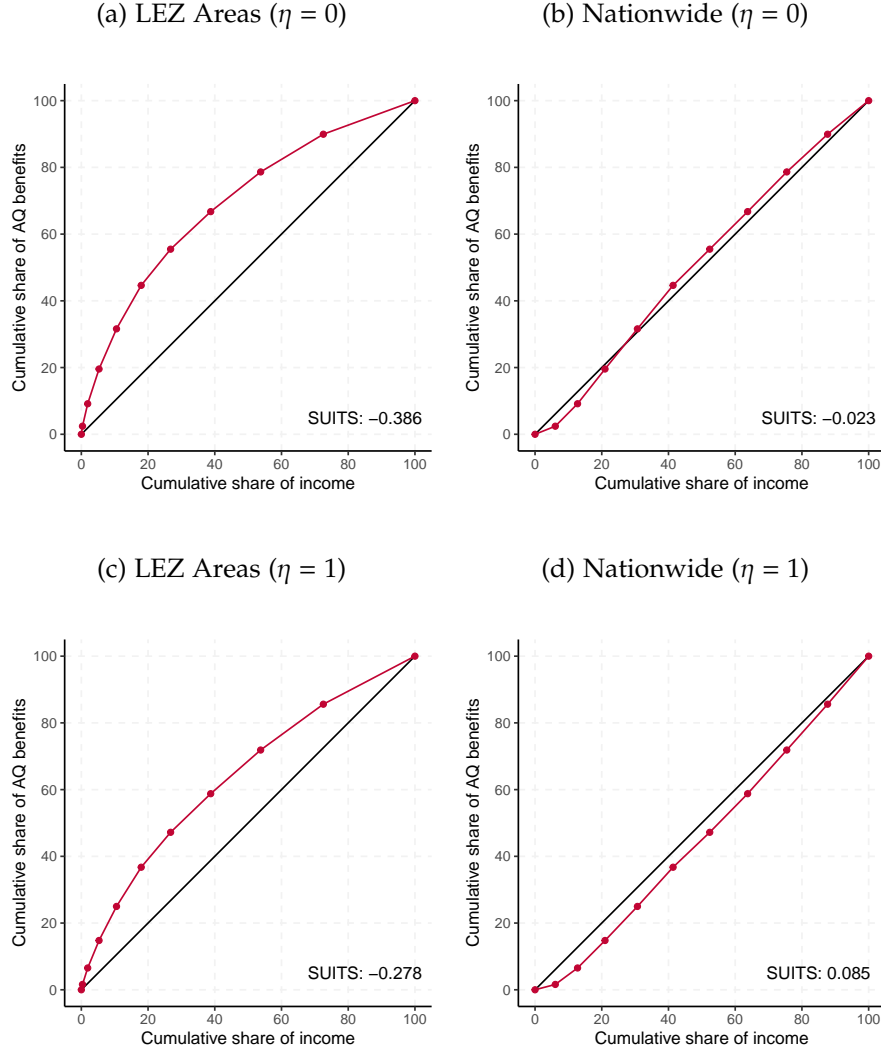 (a) LEZ Areas (η = 0)
(b) Nationwide (η = 0)
Cumulative share of AQ benefits
100
80
60
40
20
0
SUITS: −0.386
0 20 40 60 80 100
Cumulative share of income
Cumulative share of AQ benefits
100
80
60
40
20
0
SUITS: −0.023
0 20 40 60 80 100
Cumulative share of income
(c) LEZ Areas (η = 1)
(d) Nationwide (η = 1)
Cumulative share of AQ benefits
100
80
60
40
20
0
SUITS: −0.278
0 20 40 60 80 100
Cumulative share of income
Cumulative share of AQ benefits
100
80
60
40
20
0
SUITS: 0.085
0 20 40 60 80 100
Cumulative share of income